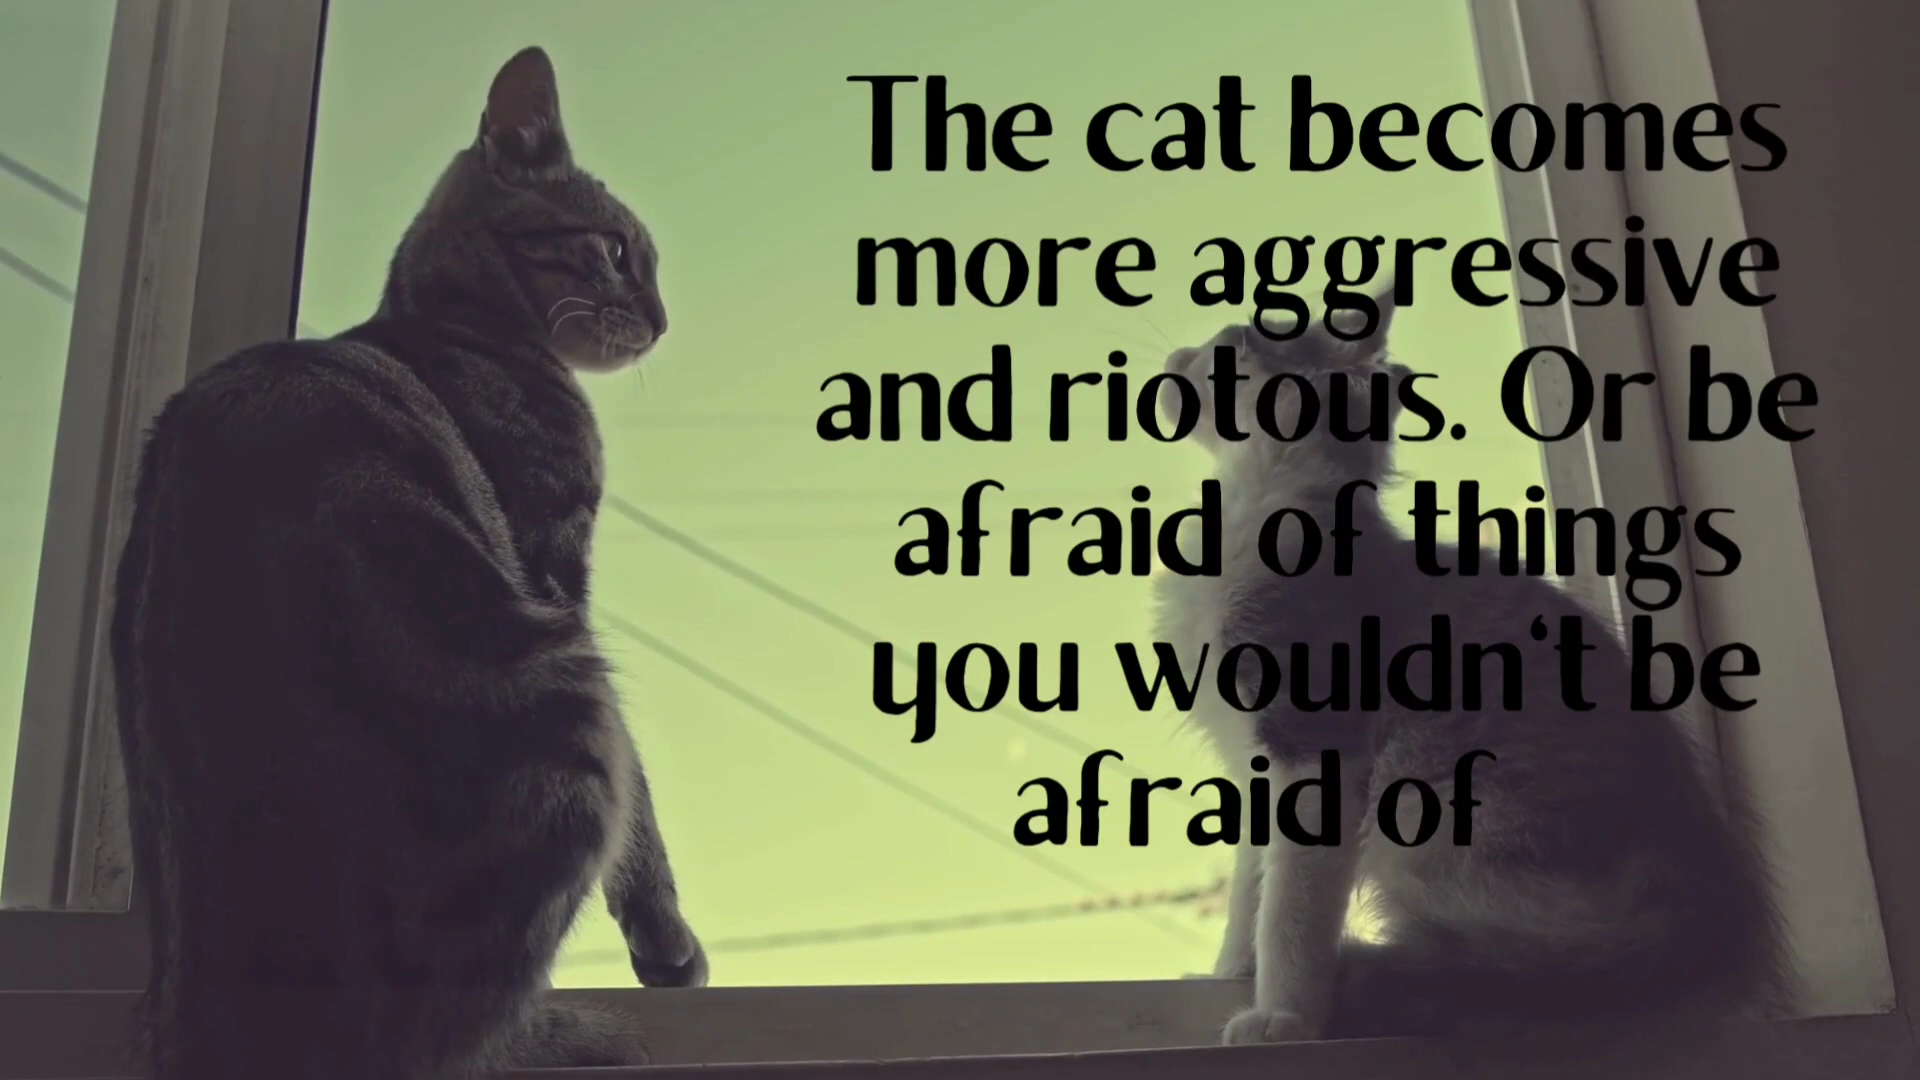 The cat becomes
more aggressive
and riotous. Or be
afraid of things
you wouldn‘t be
afraid of